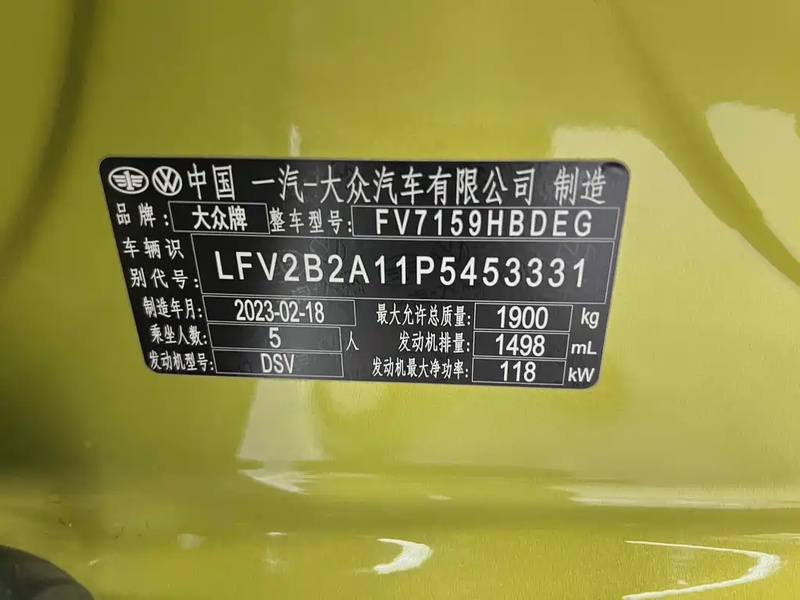 中国 一汽-大众汽车有限公司 制造
品牌: 大众牌 整车型号: FV7159HBDEG
车辆识别代号: LFV2B2A11P5453331
制造年月: 2023-02-18 最大允许总质量: 1900 kg
乘坐人数: 5 人 发动机排量: 1498 mL
发动机型号: DSV 发动机最大净功率: 118 kW